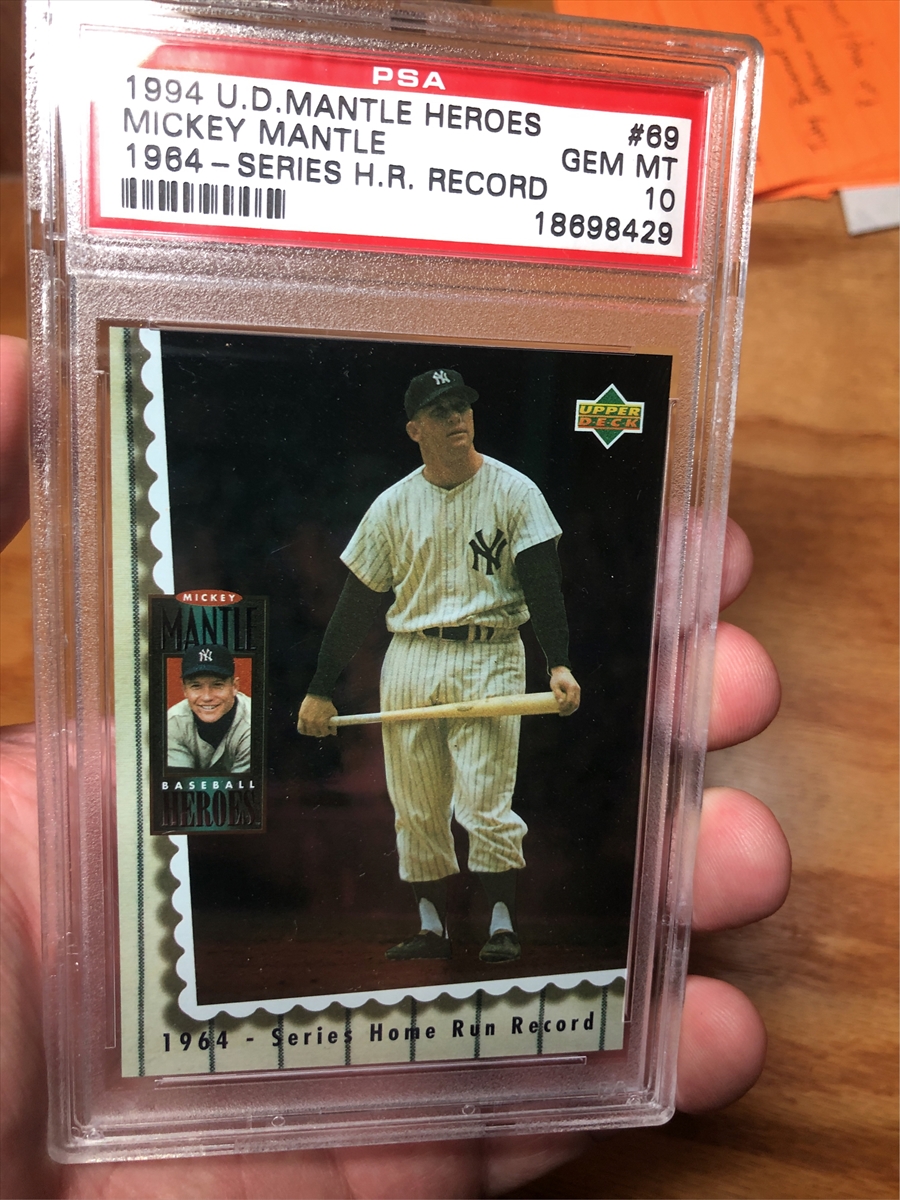 PSA
1994 U.D.MANTLE HEROES #69
MICKEY MANTLE GEM MT
1964-SERIES H.R. RECORD 10
18698429
UPPER
DECK
NY
NY
MICKEY
MANTLE
NY
BASEBALL
HEROES
1964 - Series Home Run Record